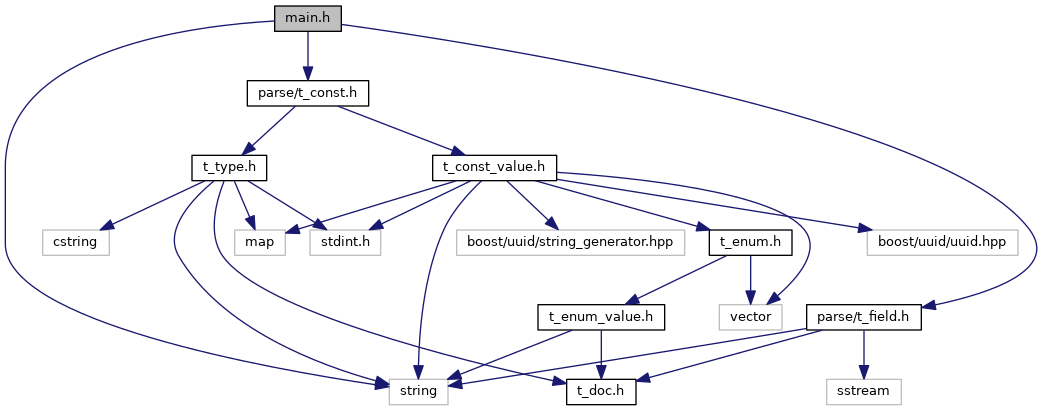 main.h
parse/t_const.h
t_type.h
t_const_value.h
cstring
map
stdint.h
boost/uuid/string_generator.hpp
t_enum.h
boost/uuid/uuid.hpp
t_enum_value.h
vector
parse/t_field.h
string
t_doc.h
sstream